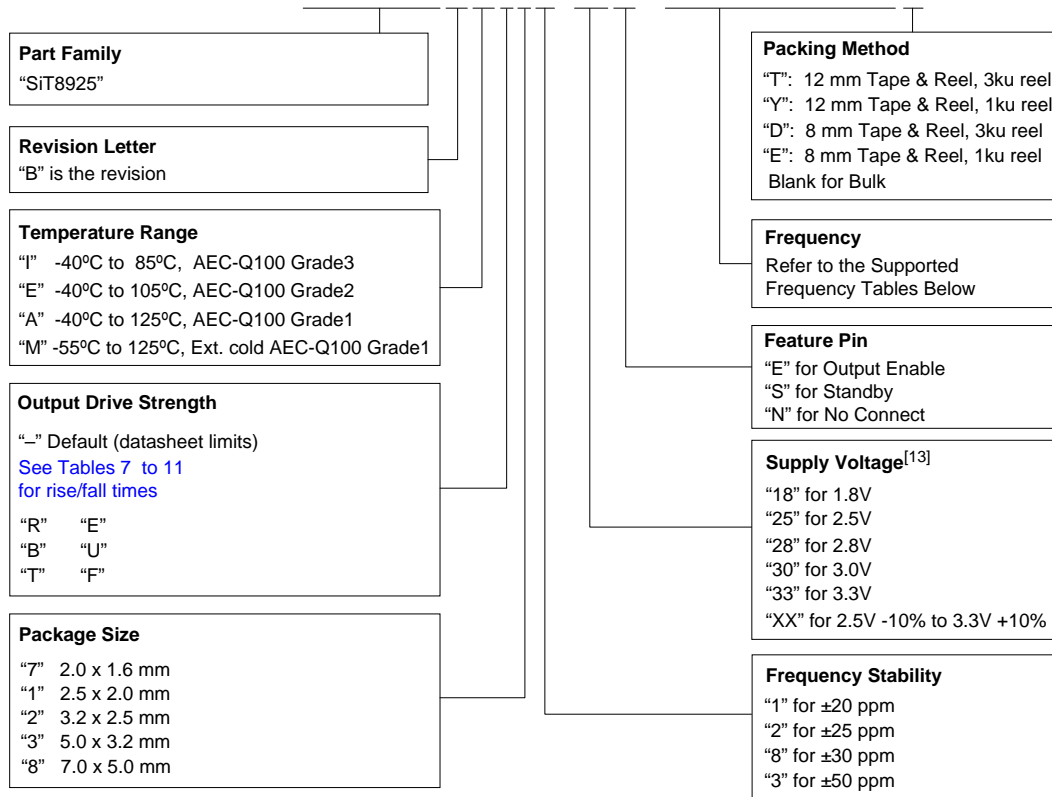 Part Family
“SiT8925”
Revision Letter
“B” is the revision
Temperature Range
“I” -40ºC to 85ºC, AEC-Q100 Grade3
“E” -40ºC to 105ºC, AEC-Q100 Grade2
“A” -40ºC to 125ºC, AEC-Q100 Grade1
“M” -55ºC to 125ºC, Ext. cold AEC-Q100 Grade1
Output Drive Strength
“–” Default (datasheet limits)
See Tables 7 to 11
for rise/fall times
“R” “E”
“B” “U”
“T” “F”
Package Size
“7” 2.0 x 1.6 mm
“1” 2.5 x 2.0 mm
“2” 3.2 x 2.5 mm
“3” 5.0 x 3.2 mm
“8” 7.0 x 5.0 mm
Packing Method
“T”: 12 mm Tape & Reel, 3ku reel
“Y”: 12 mm Tape & Reel, 1ku reel
“D”: 8 mm Tape & Reel, 3ku reel
“E”: 8 mm Tape & Reel, 1ku reel
Blank for Bulk
Frequency
Refer to the Supported
Frequency Tables Below
Feature Pin
“E” for Output Enable
“S” for Standby
“N” for No Connect
Supply Voltage[13]
“18” for 1.8V
“25” for 2.5V
“28” for 2.8V
“30” for 3.0V
“33” for 3.3V
“XX” for 2.5V -10% to 3.3V +10%
Frequency Stability
“1” for ±20 ppm
“2” for ±25 ppm
“8” for ±30 ppm
“3” for ±50 ppm